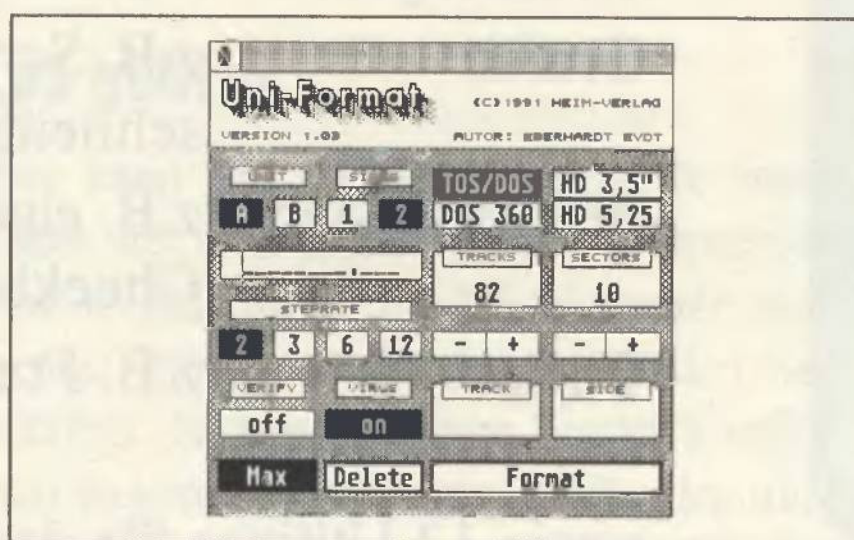 Uni-Format
(C)1991 HEIM-VERLAG
VERSION 1.03
AUTOR: EBERHARDT EVDT
UNIT
SIDES
TOS/DOS
HD 3,5"
A
B
1
2
DOS 360
HD 5,25
TRACKS
SECTORS
82
10
STEPRATE
2
3
6
12
-
+
-
+
VERIFY
VIRUS
TRACK
SIDE
off
on
Max
Delete
Format